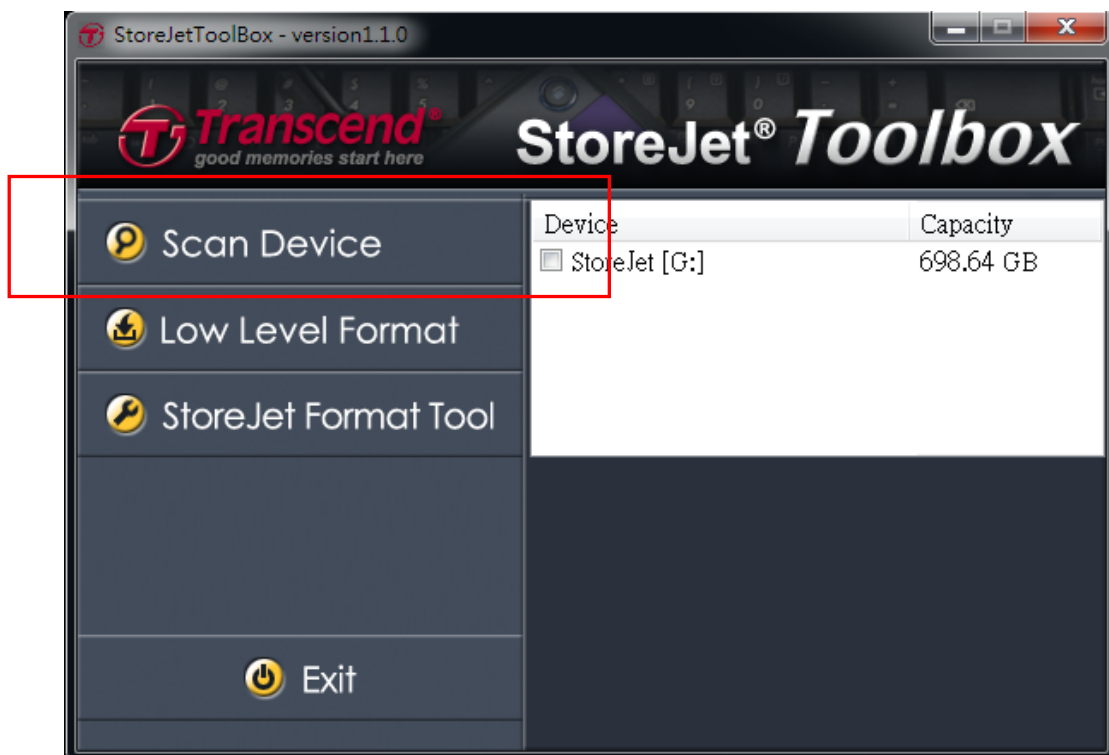 StoreJetToolBox - version1.1.0
Transcend®
good memories start here
StoreJet® Toolbox
Scan Device
Low Level Format
StoreJet Format Tool
Exit
Device Capacity
StoreJet [G:] 698.64 GB